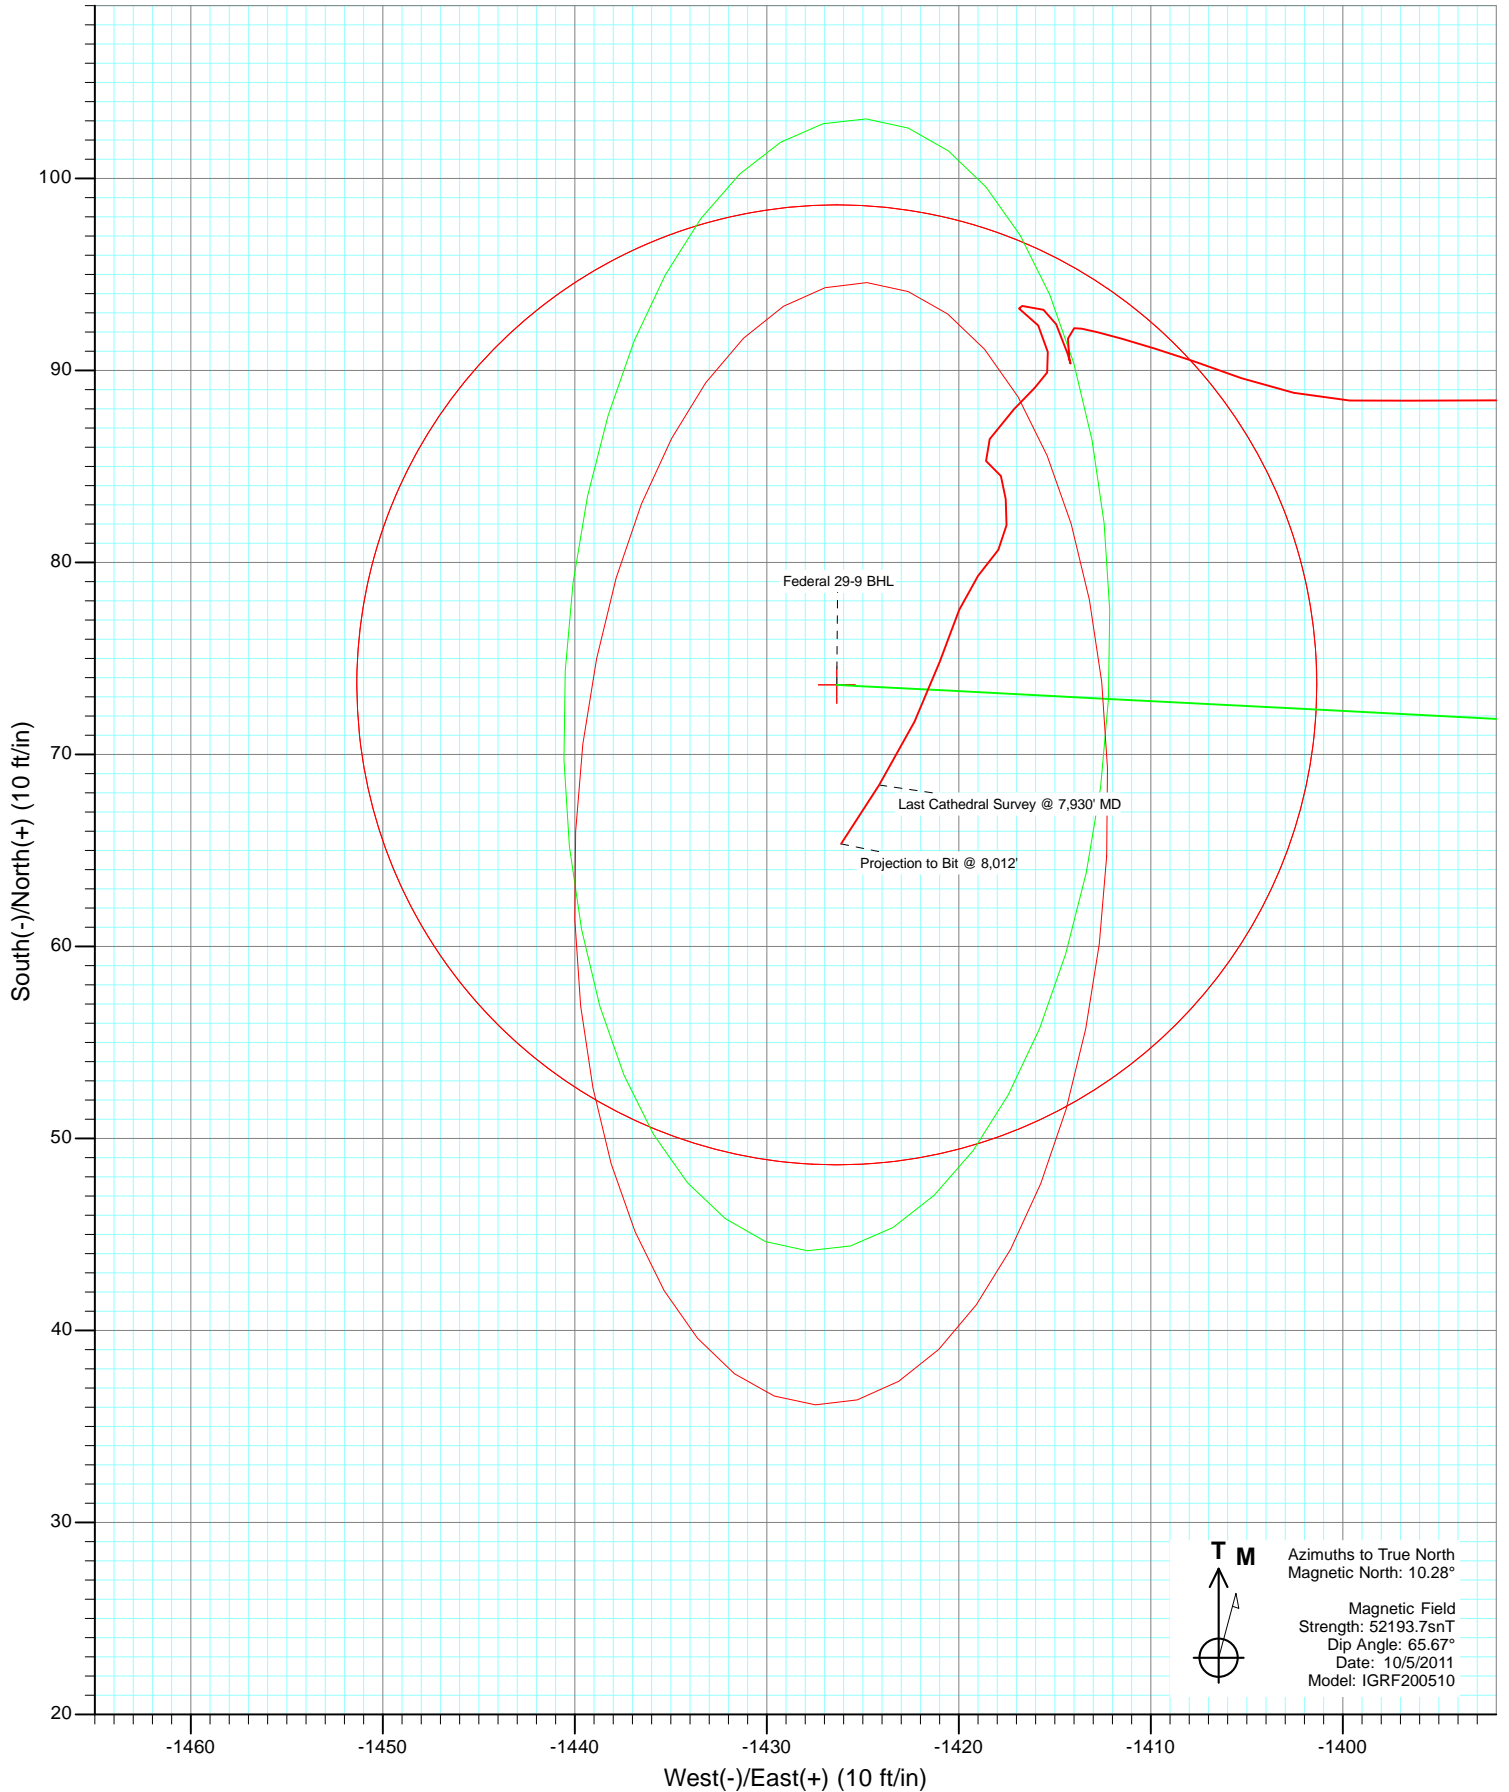 100
90
80
70
60
50
40
30
20
South(-)/North(+) (10 ft/in)
Federal 29-9 BHL
Last Cathedral Survey @ 7,930' MD
Projection to Bit @ 8,012'
T M
Azimuths to True North
Magnetic North: 10.28°
Magnetic Field
Strength: 52193.7snT
Dip Angle: 65.67°
Date: 10/5/2011
Model: IGRF200510
-1460 -1450 -1440 -1430 -1420 -1410 -1400
West(-)/East(+) (10 ft/in)